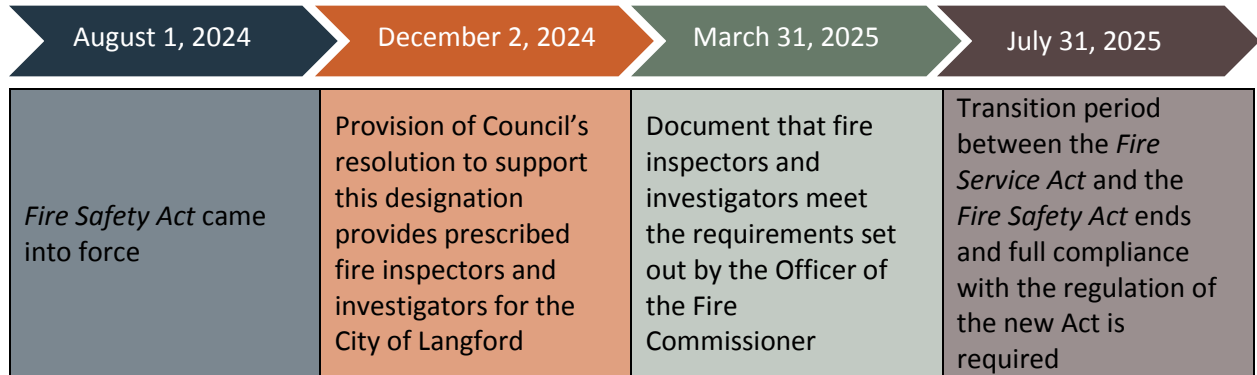 August 1, 2024
December 2, 2024
March 31, 2025
July 31, 2025
Fire Safety Act came
into force
Provision of Council’s
resolution to support
this designation
provides prescribed
fire inspectors and
investigators for the
City of Langford
Document that fire
inspectors and
investigators meet
the requirements set
out by the Officer of
the Fire
Commissioner
Transition period
between the Fire
Service Act and the
Fire Safety Act ends
and full compliance
with the regulation of
the new Act is
required